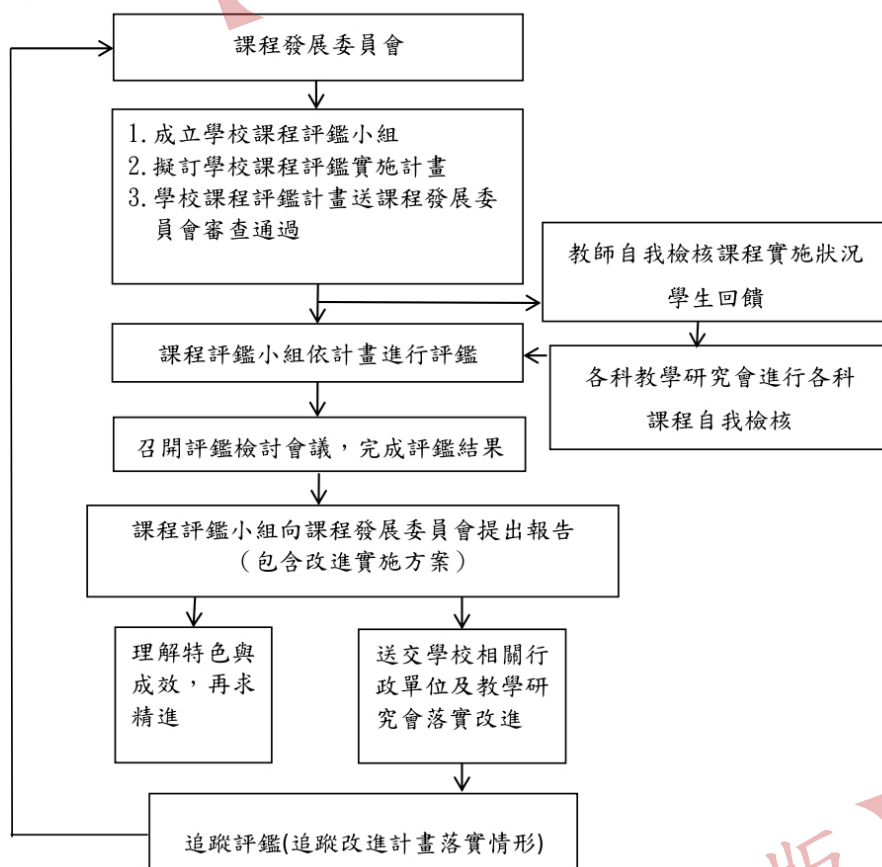 課程發展委員會
1. 成立學校課程評鑑小組
2. 擬訂學校課程評鑑實施計畫
3. 學校課程評鑑計畫送課程發展委
員會審查通過
教師自我檢核課程實施狀況
學生回饋
課程評鑑小組依計畫進行評鑑
各科教學研究會進行各科
課程自我檢核
召開評鑑檢討會議，完成評鑑結果
課程評鑑小組向課程發展委員會提出報告
（包含改進實施方案）
理解特色與
成效，再求
精進
送交學校相關行
政單位及教學研
究會落實改進
追蹤評鑑(追蹤改進計畫落實情形)
版